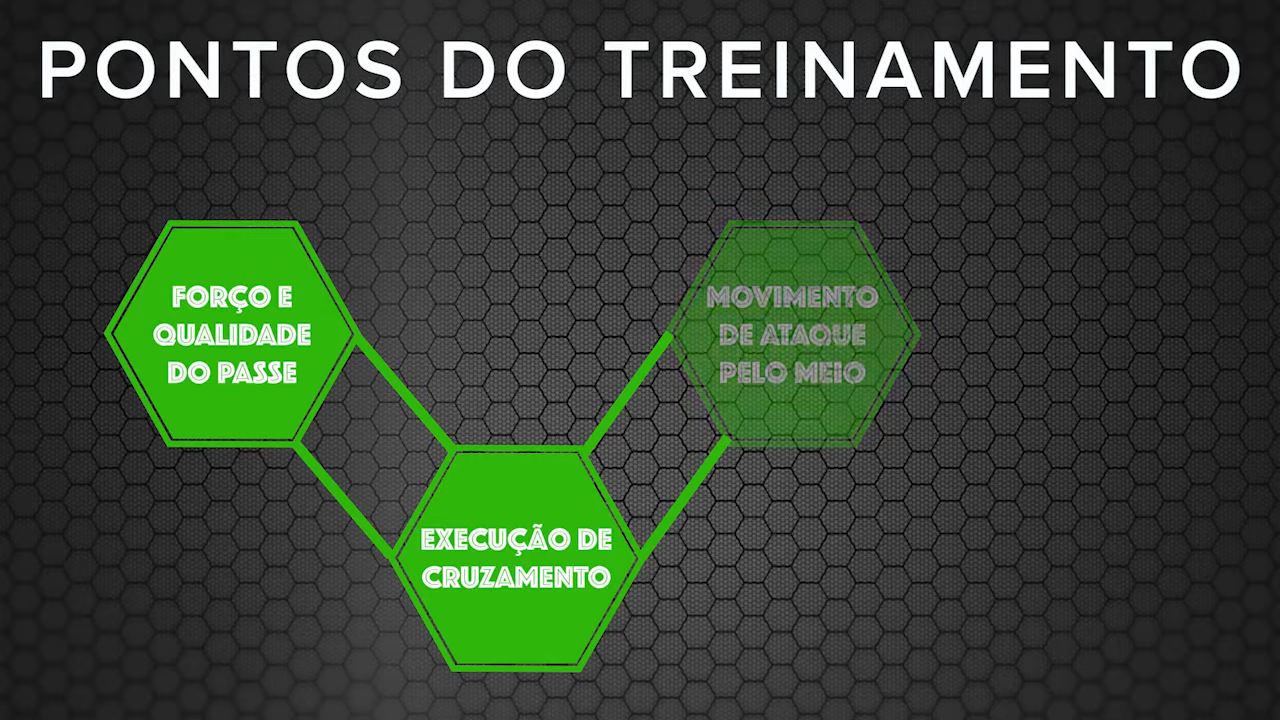 PONTOS DO TREINAMENTO
FORÇO E
QUALIDADE
DO PASSE
EXECUÇÃO DE
CRUZAMENTO
MOVIMENTO
DE ATAQUE
PELO MEIO